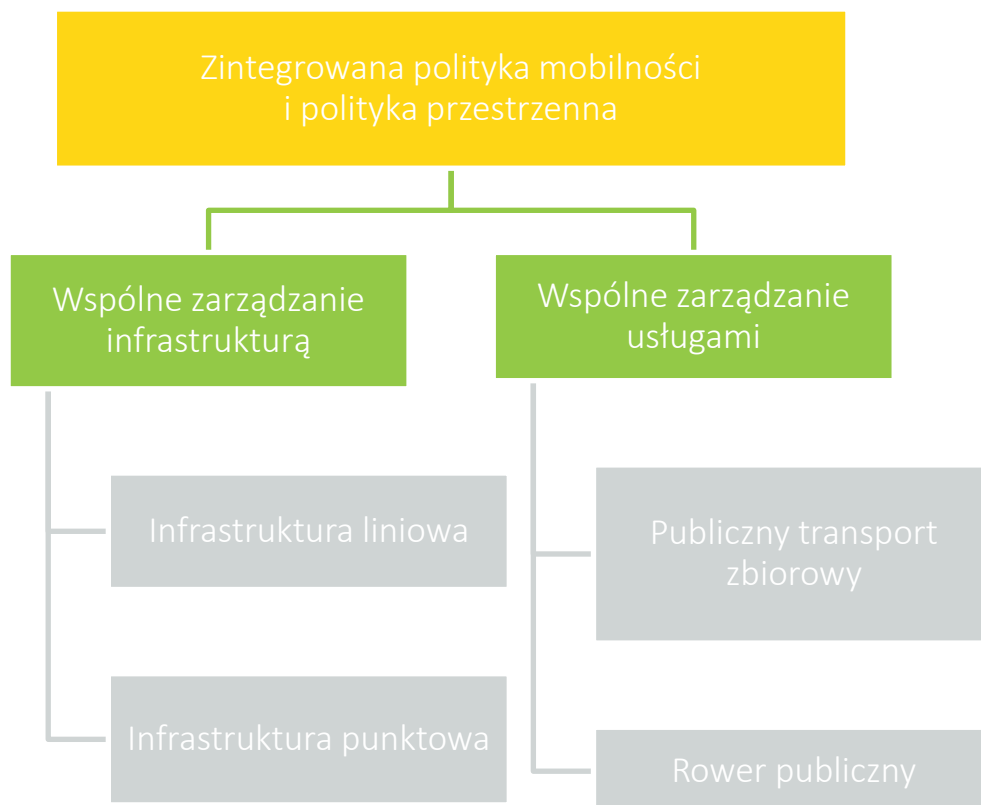 Zintegrowana polityka mobilności
i polityka przestrzenna
Wspólne zarządzanie
infrastrukturą
Infrastruktura liniowa
Infrastruktura punktowa
Wspólne zarządzanie
usługami
Publiczny transport
zbiorowy
Rower publiczny